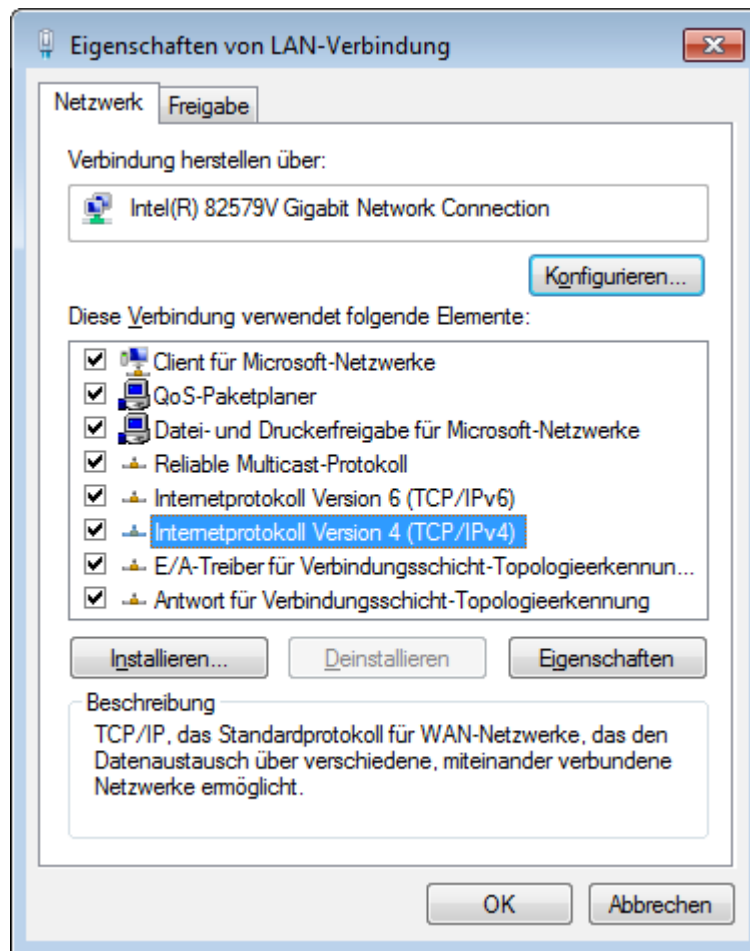 Eigenschaften von LAN-Verbindung
Netzwerk
Freigabe
Verbindung herstellen über:
Intel(R) 82579V Gigabit Network Connection
Konfigurieren...
Diese Verbindung verwendet folgende Elemente:
Client für Microsoft-Netzwerke
QoS-Paketplaner
Datei- und Druckerfreigabe für Microsoft-Netzwerke
Reliable Multicast-Protokoll
Internetprotokoll Version 6 (TCP/IPv6)
Internetprotokoll Version 4 (TCP/IPv4)
E/A-Treiber für Verbindungsschicht-Topologieerkennun...
Antwort für Verbindungsschicht-Topologieerkennung
Installieren...
Deinstallieren
Eigenschaften
Beschreibung
TCP/IP, das Standardprotokoll für WAN-Netzwerke, das den
Datenaustausch über verschiedene, miteinander verbundene
Netzwerke ermöglicht.
OK
Abbrechen